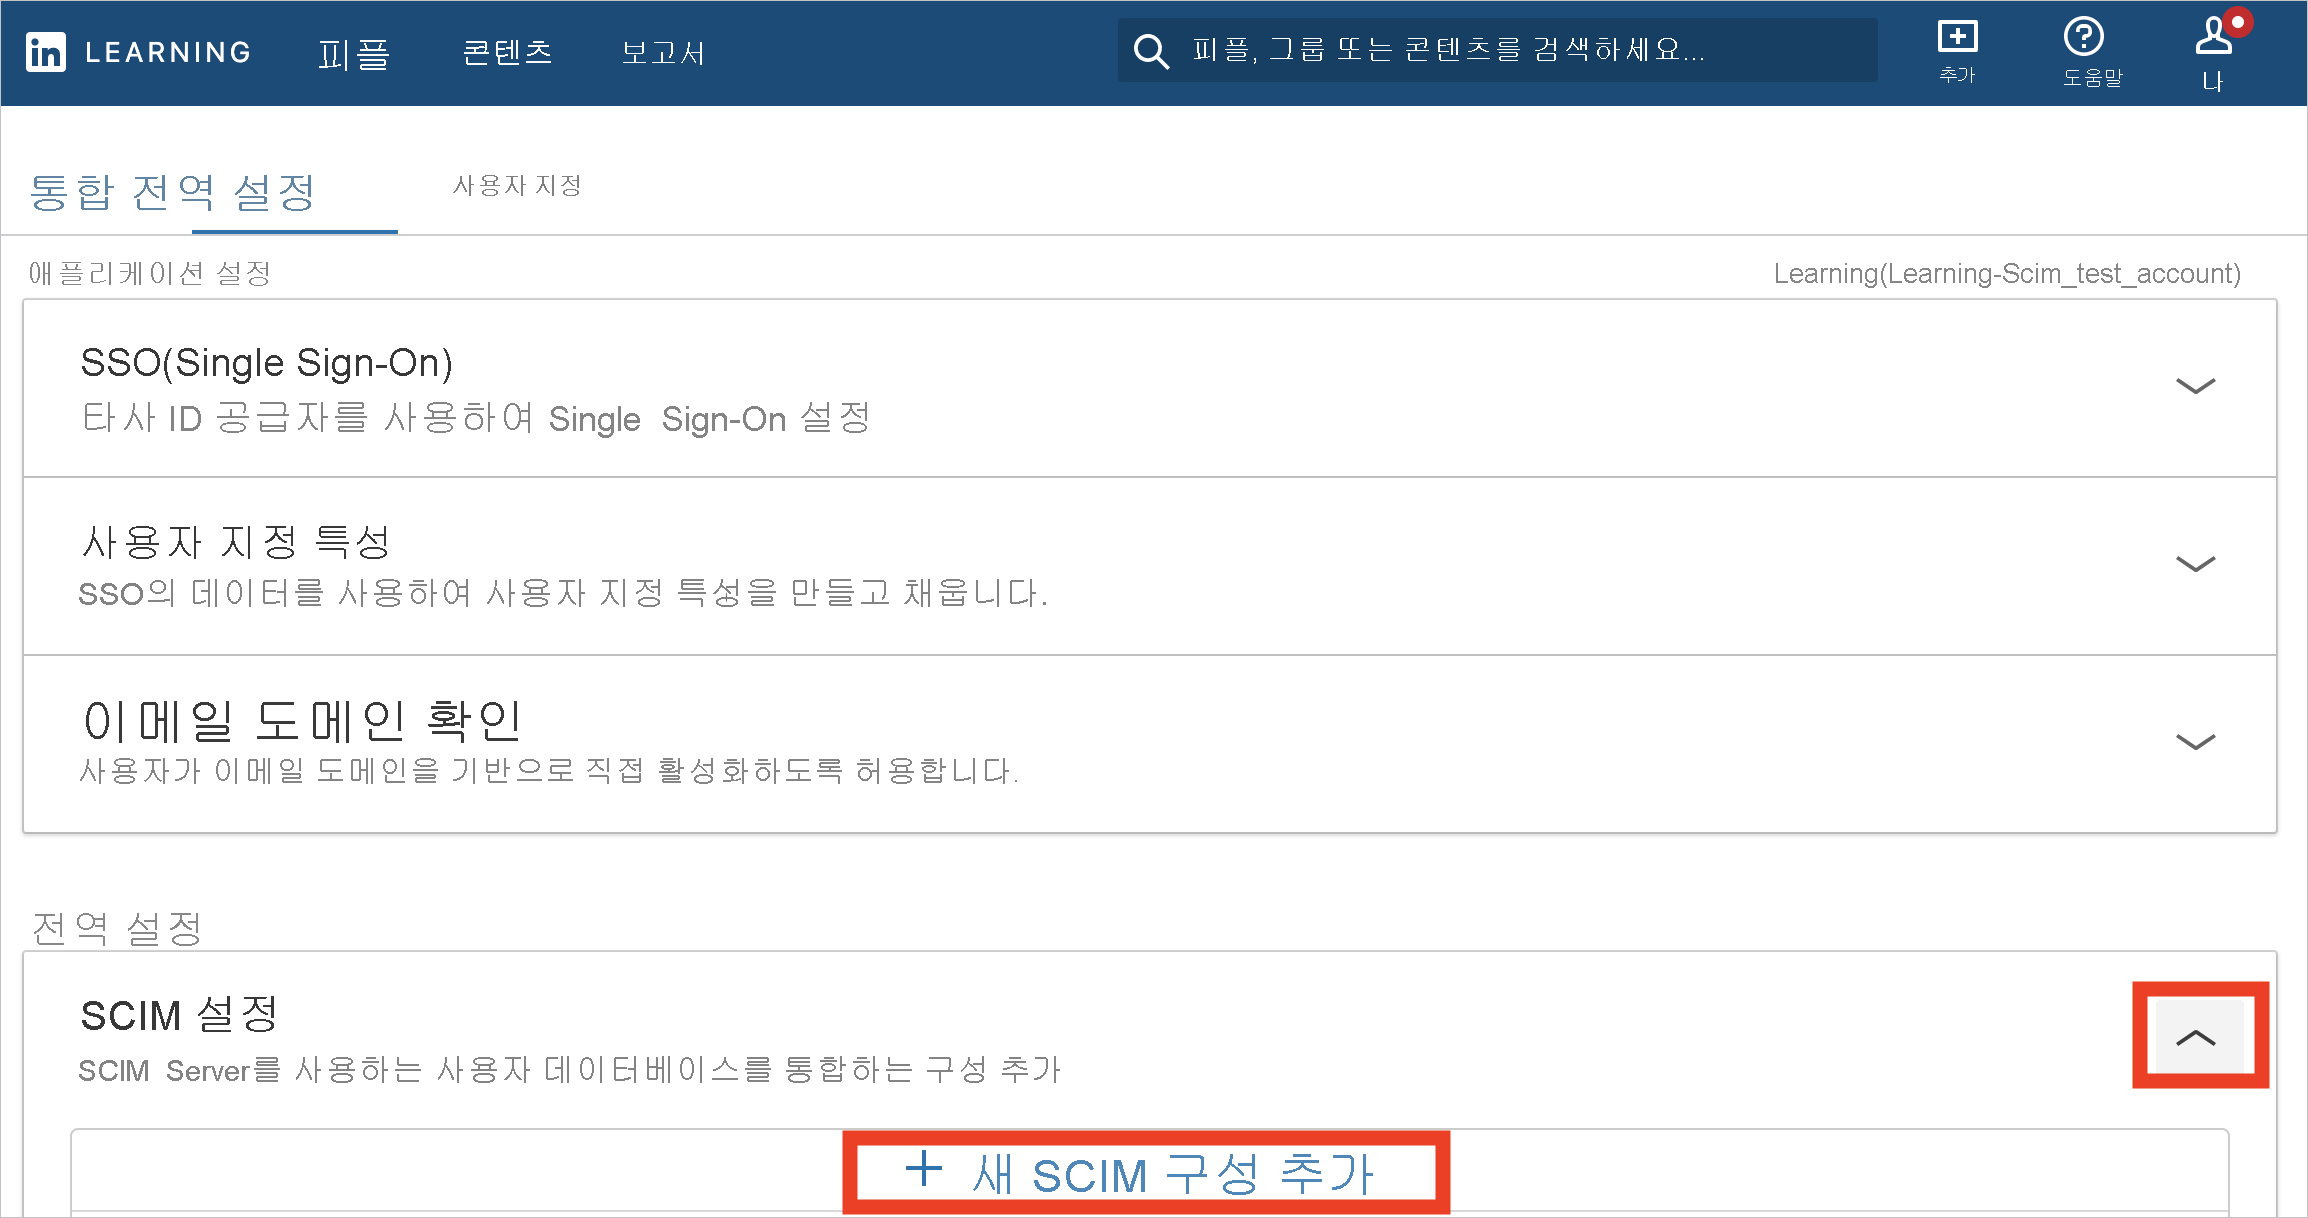 in LEARNING 피플 콘텐츠 보고서 피플, 그룹 또는 콘텐츠를 검색하세요... 추가 도움말 나
통합 전역 설정 사용자 지정
애플리케이션 설정 Learning(Learning-Scim_test_account)
SSO(Single Sign-On)
타사 ID 공급자를 사용하여 Single Sign-On 설정
사용자 지정 특성
SSO의 데이터를 사용하여 사용자 지정 특성을 만들고 채웁니다.
이메일 도메인 확인
사용자가 이메일 도메인을 기반으로 직접 활성화하도록 허용합니다.
전역 설정
SCIM 설정
SCIM Server를 사용하는 사용자 데이터베이스를 통합하는 구성 추가
+ 새 SCIM 구성 추가